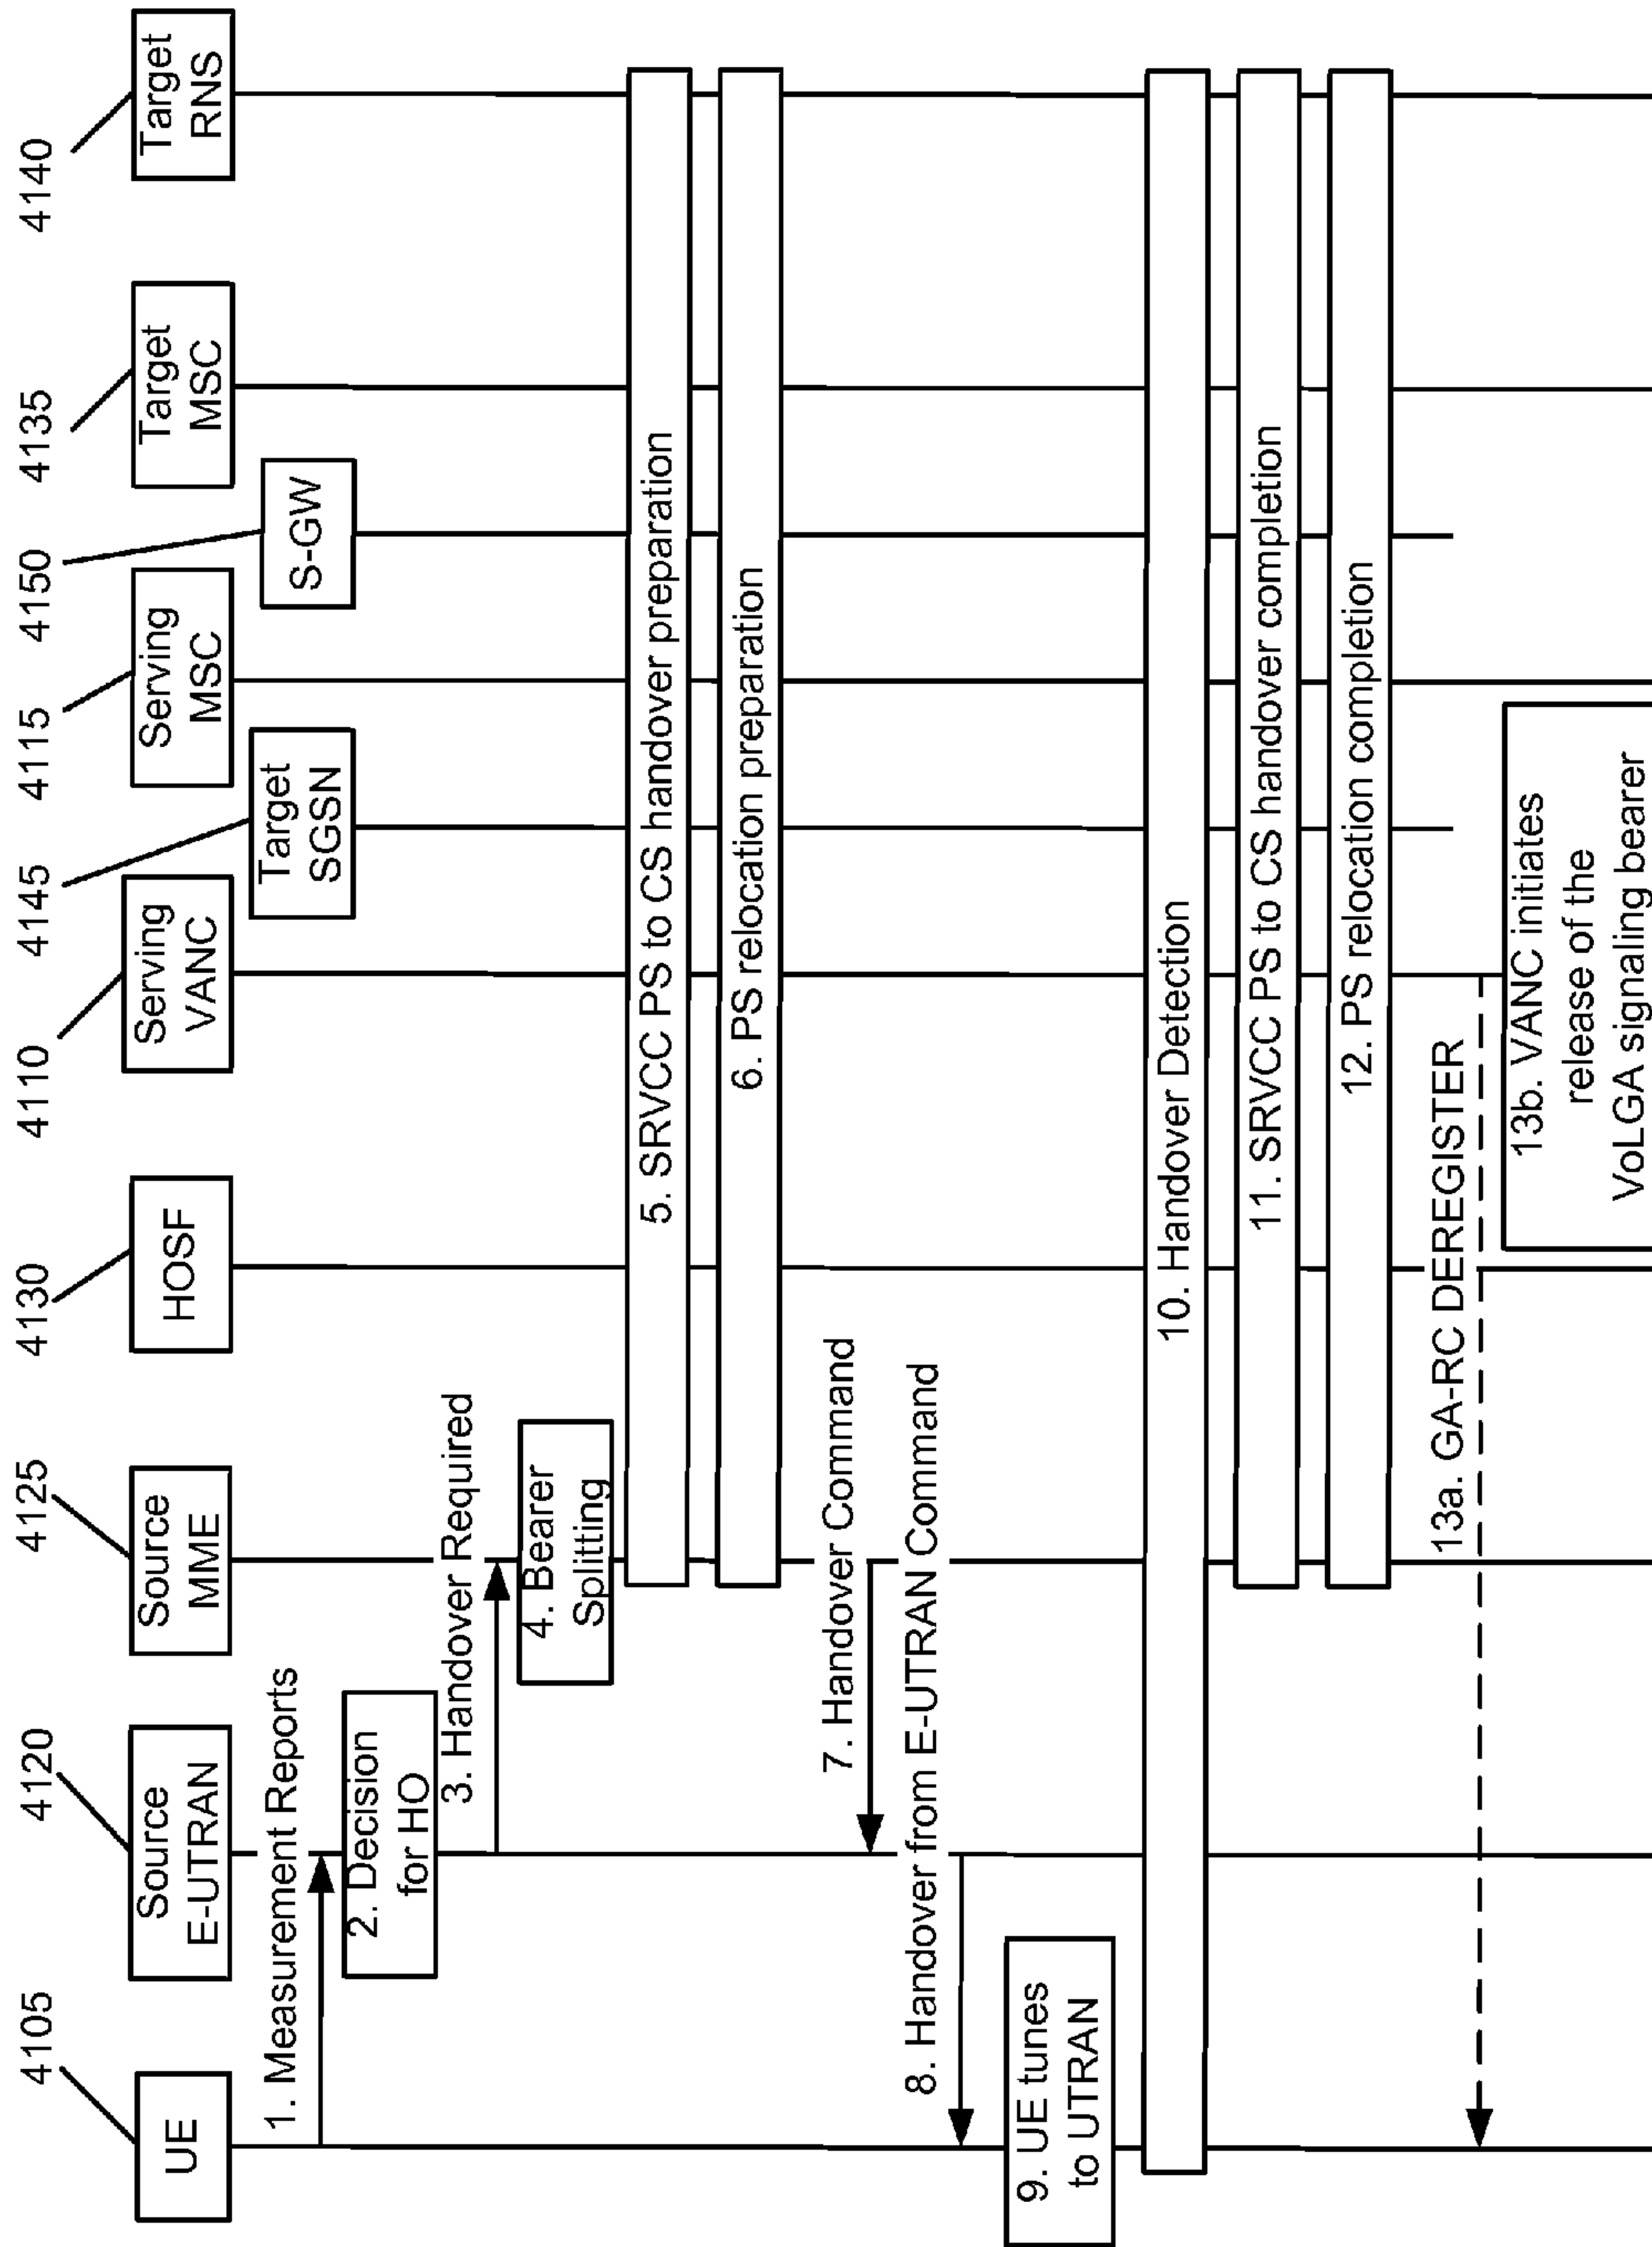 4105
4120
4125
4130
4110
4145
4115
4150
4135
4140
UE
Source
E-UTRAN
Source
MME
HOSF
Serving
VANC
Target
SGSN
Serving
MSC
S-GW
Target
MSC
Target
RNS
1. Measurement Reports
2. Decision
for HO
3. Handover Required
4. Bearer
Splitting
5. SRVCC PS to CS handover preparation
6. PS relocation preparation
7. Handover Command
8. Handover from E-UTRAN Command
9. UE tunes
to UTRAN
10. Handover Detection
11. SRVCC PS to CS handover completion
12. PS relocation completion
13a. GA-RC DEREGISTER
13b. VANC initiates
release of the
VoLGA signaling bearer